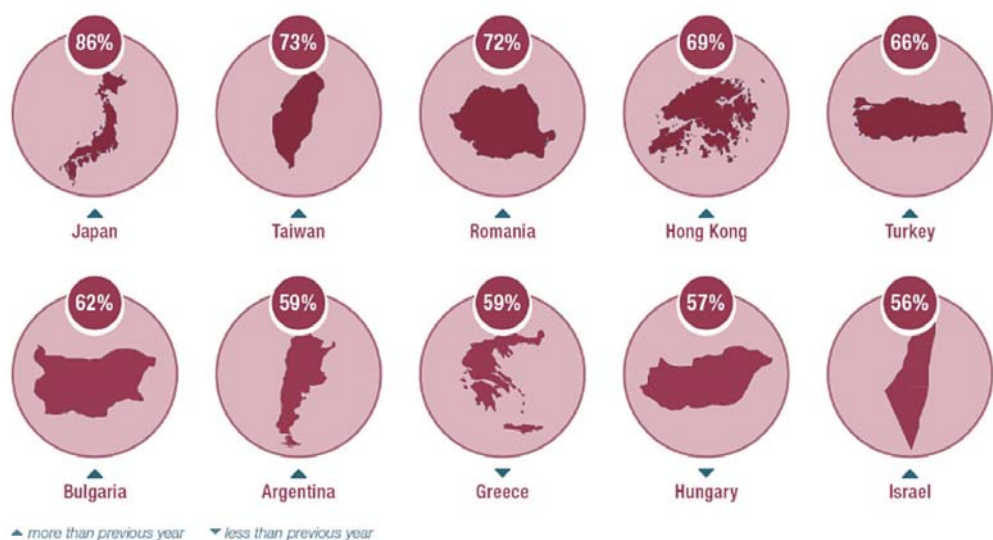 86% 73% 72% 69% 66%
Japan Taiwan Romania Hong Kong Turkey
62% 59% 59% 57% 56%
Bulgaria Argentina Greece Hungary Israel
more than previous year less than previous year